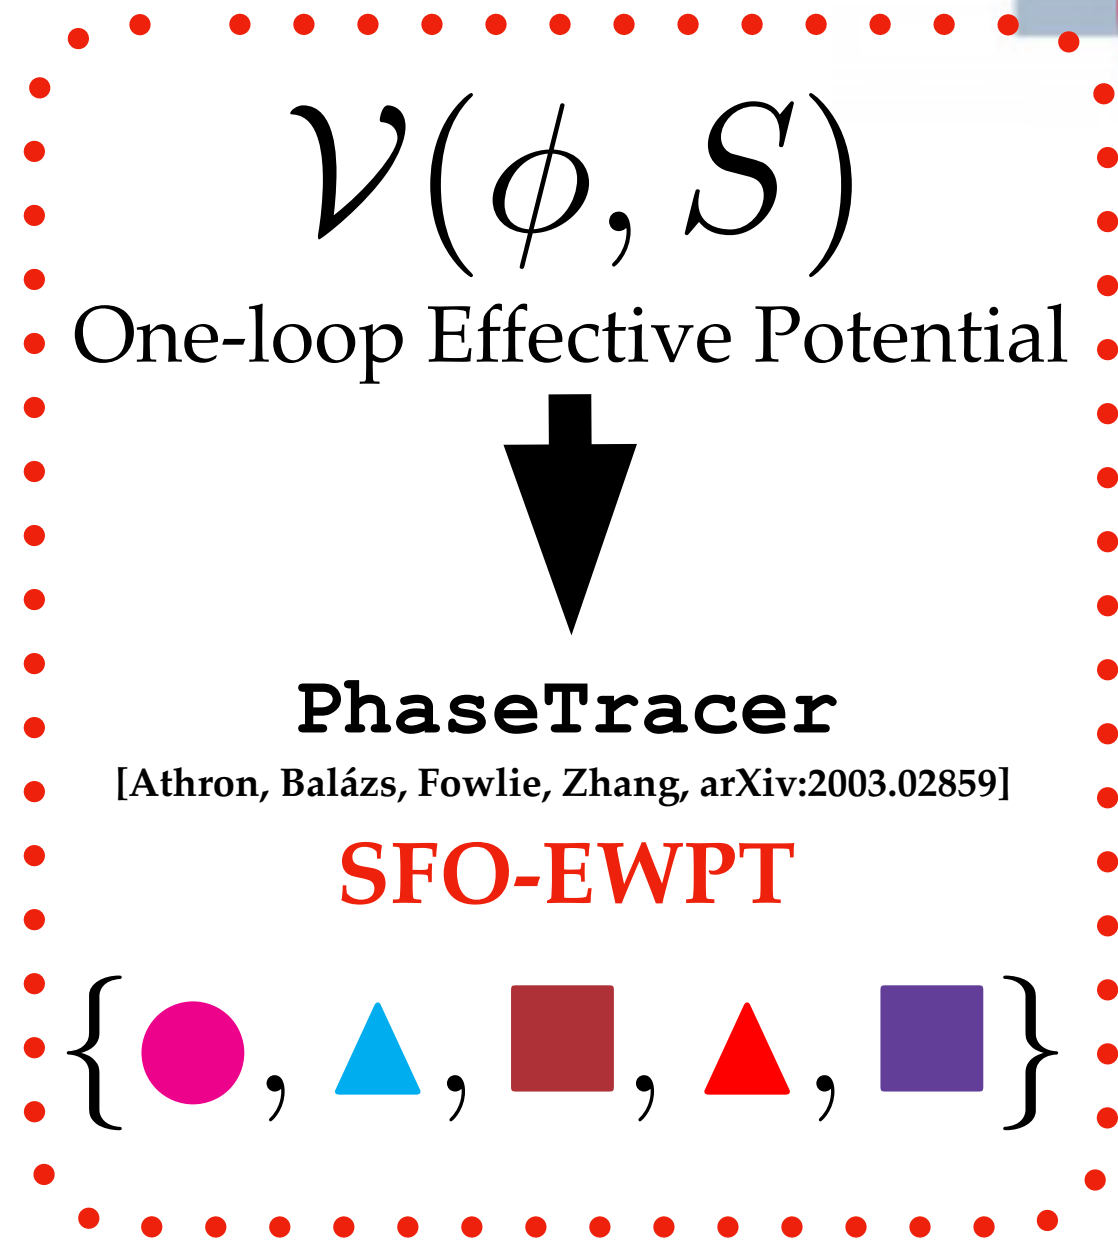 𝒱(ϕ, S)
One-loop Effective Potential
PhaseTracer
[Athron, Balázs, Fowlie, Zhang, arXiv:2003.02859]
SFO-EWPT
{ , , , , }